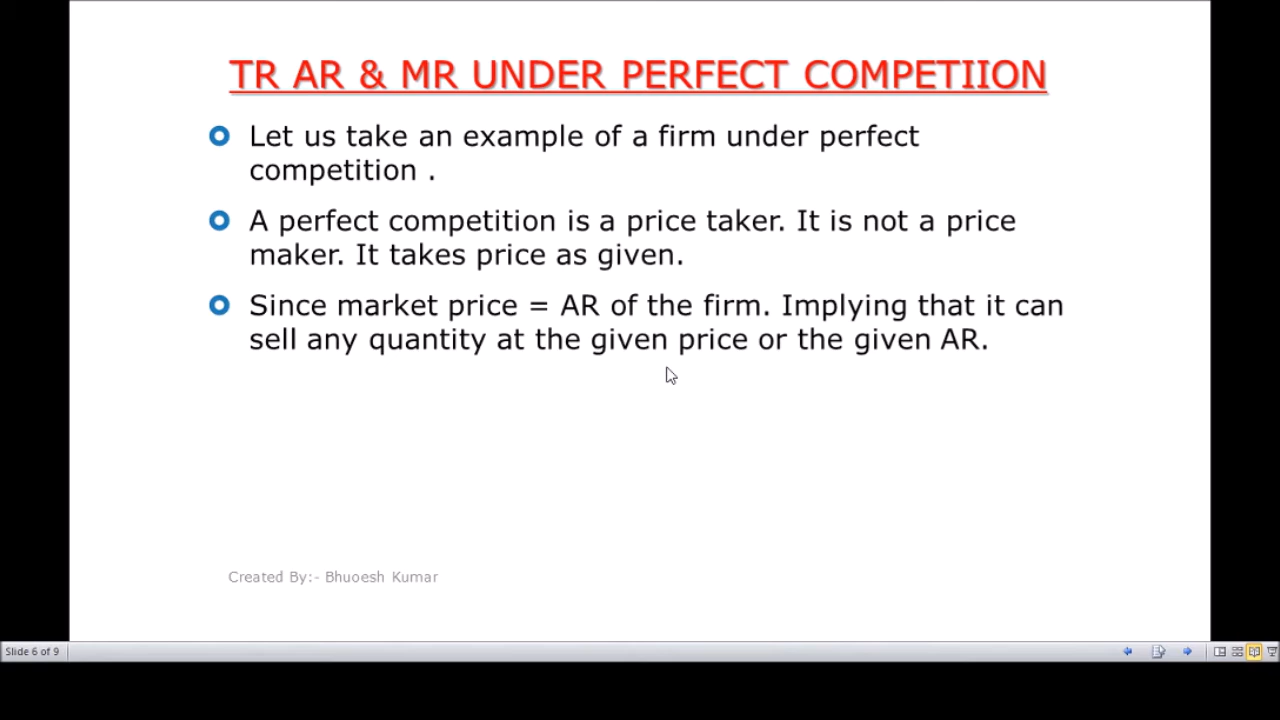 TR AR & MR UNDER PERFECT COMPETIION
Let us take an example of a firm under perfect
competition .
A perfect competition is a price taker. It is not a price
maker. It takes price as given.
Since market price = AR of the firm. Implying that it can
sell any quantity at the given price or the given AR.
Created By:- Bhuoesh Kumar
Slide 6 of 9